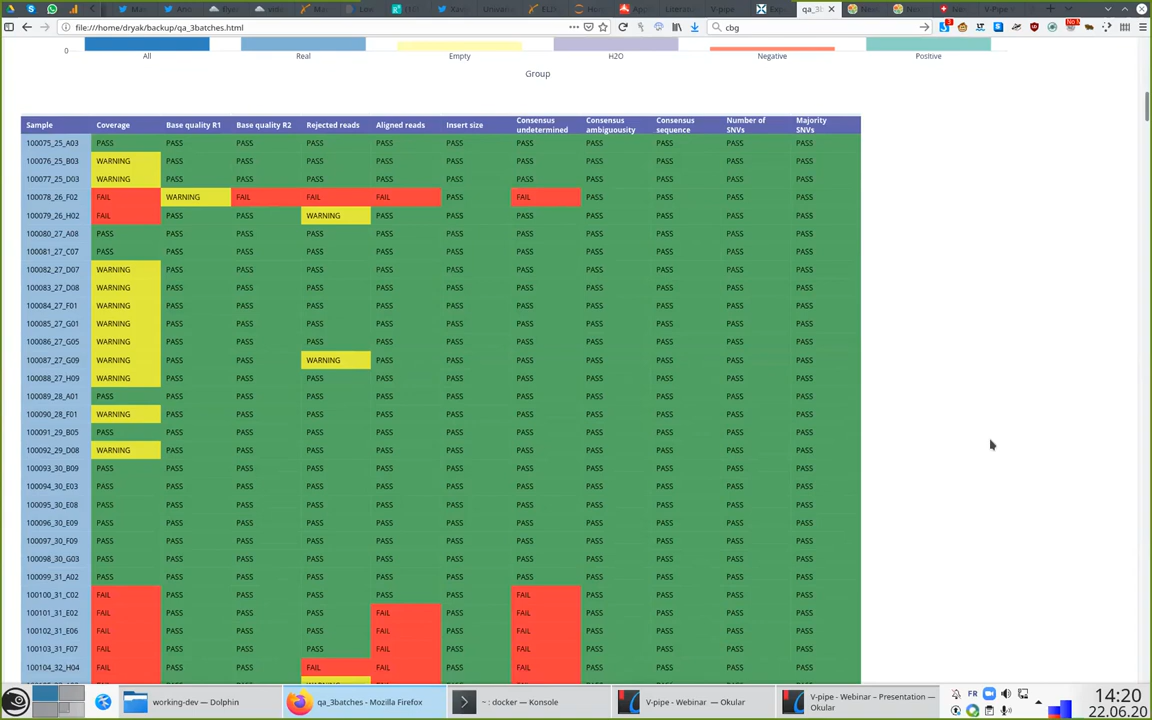 qa_3b
V-pipe
file:///home/dryak/backup/qa_3batches.html
cbg
0
All Real Empty H2O Negative Positive
Group
Sample Coverage Base quality R1 Base quality R2 Rejected reads Aligned reads Insert size Consensus undetermined Consensus ambiguousity Consensus sequence Number of SNVs Majority SNVs
100075_25_A03 PASS PASS PASS PASS PASS PASS PASS PASS PASS PASS PASS
100076_25_B03 WARNING PASS PASS PASS PASS PASS PASS PASS PASS PASS PASS
100077_25_D03 WARNING PASS PASS PASS PASS PASS PASS PASS PASS PASS PASS
100078_26_F02 FAIL WARNING FAIL FAIL FAIL PASS FAIL PASS PASS PASS PASS
100079_26_H02 FAIL PASS PASS WARNING PASS PASS PASS PASS PASS PASS PASS
100080_27_A08 PASS PASS PASS PASS PASS PASS PASS PASS PASS PASS PASS
100081_27_C07 PASS PASS PASS PASS PASS PASS PASS PASS PASS PASS PASS
100082_27_D07 WARNING PASS PASS PASS PASS PASS PASS PASS PASS PASS PASS
100083_27_D08 WARNING PASS PASS PASS PASS PASS PASS PASS PASS PASS PASS
100084_27_F01 WARNING PASS PASS PASS PASS PASS PASS PASS PASS PASS PASS
100085_27_G01 WARNING PASS PASS PASS PASS PASS PASS PASS PASS PASS PASS
100086_27_G05 WARNING PASS PASS PASS PASS PASS PASS PASS PASS PASS PASS
100087_27_G09 WARNING PASS PASS WARNING PASS PASS PASS PASS PASS PASS PASS
100088_27_H09 WARNING PASS PASS PASS PASS PASS PASS PASS PASS PASS PASS
100089_28_A01 PASS PASS PASS PASS PASS PASS PASS PASS PASS PASS PASS
100090_28_F01 WARNING PASS PASS PASS PASS PASS PASS PASS PASS PASS PASS
100091_29_B05 PASS PASS PASS PASS PASS PASS PASS PASS PASS PASS PASS
100092_29_D08 WARNING PASS PASS PASS PASS PASS PASS PASS PASS PASS PASS
100093_30_B09 PASS PASS PASS PASS PASS PASS PASS PASS PASS PASS PASS
100094_30_E03 PASS PASS PASS PASS PASS PASS PASS PASS PASS PASS PASS
100095_30_E08 PASS PASS PASS PASS PASS PASS PASS PASS PASS PASS PASS
100096_30_E09 PASS PASS PASS PASS PASS PASS PASS PASS PASS PASS PASS
100097_30_F09 PASS PASS PASS PASS PASS PASS PASS PASS PASS PASS PASS
100098_30_G03 PASS PASS PASS PASS PASS PASS PASS PASS PASS PASS PASS
100099_31_A02 PASS PASS PASS PASS PASS PASS PASS PASS PASS PASS PASS
100100_31_C02 FAIL PASS PASS PASS PASS PASS FAIL PASS PASS PASS PASS
100101_31_E02 FAIL PASS PASS PASS FAIL PASS FAIL PASS PASS PASS PASS
100102_31_E06 FAIL PASS PASS PASS FAIL PASS FAIL PASS PASS PASS PASS
100103_31_F07 FAIL PASS PASS PASS FAIL PASS FAIL PASS PASS PASS PASS
100104_32_H04 FAIL PASS PASS FAIL FAIL PASS FAIL PASS PASS PASS PASS
working-dev — Dolphin
qa_3batches - Mozilla Firefox
~ : docker — Konsole
V-pipe - Webinar — Okular
V-pipe - Webinar – Presentation — Okular
FR
14:20
22.06.20